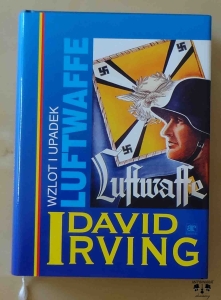 WZLOT I UPADEK
LUFTWAFFE
Luftwaffe
DAVID
IRVING